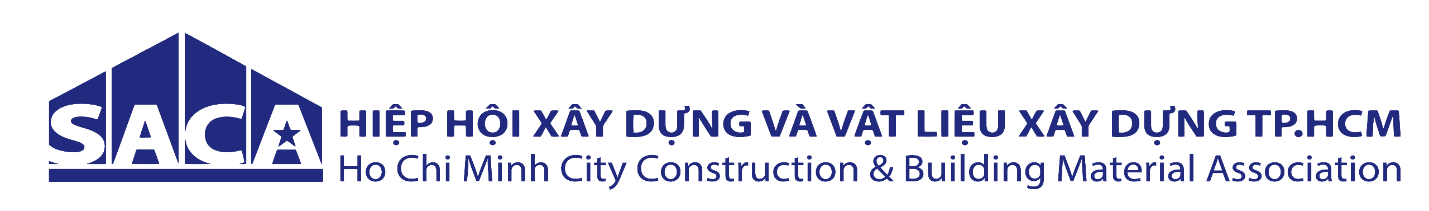 SACA
HIỆP HỘI XÂY DỰNG VÀ VẬT LIỆU XÂY DỰNG TP.HCM
Ho Chi Minh City Construction & Building Material Association